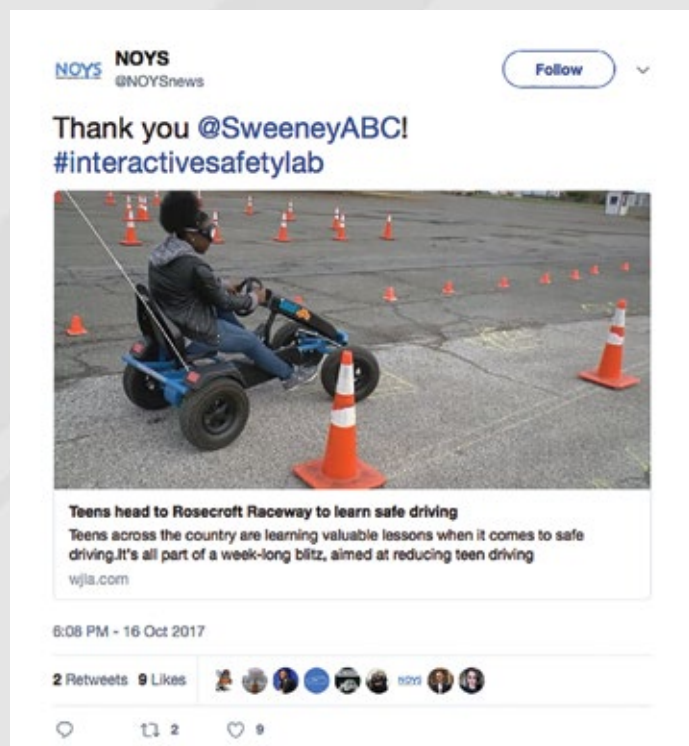 NOYS
NOYS
@NOYSnews
Follow
Thank you @SweeneyABC!
#interactivesafetylab
Teens head to Rosecroft Raceway to learn safe driving
Teens across the country are learning valuable lessons when it comes to safe
driving.It's all part of a week-long blitz, aimed at reducing teen driving
wjla.com
6:08 PM - 16 Oct 2017
2 Retweets 9 Likes
NOYS
2 9